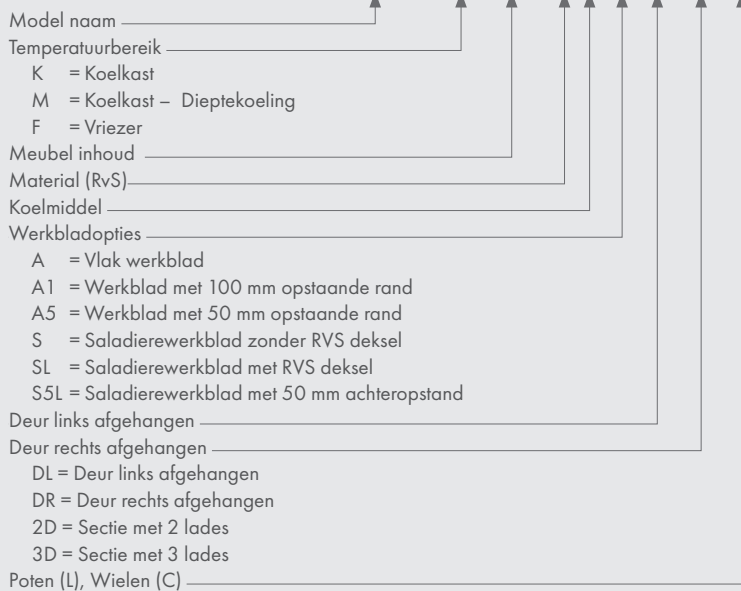 Model naam
Temperatuurbereik
K = Koelkast
M = Koelkast – Dieptekoeling
F = Vriezer
Meubel inhoud
Material (RvS)
Koelmiddel
Werkbladopties
A = Vlak werkblad
A1 = Werkblad met 100 mm opstaande rand
A5 = Werkblad met 50 mm opstaande rand
S = Saladierewerkblad zonder RVS deksel
SL = Saladierewerkblad met RVS deksel
S5L = Saladierewerkblad met 50 mm achteropstand
Deur links afgehangen
Deur rechts afgehangen
DL = Deur links afgehangen
DR = Deur rechts afgehangen
2D = Sectie met 2 lades
3D = Sectie met 3 lades
Poten (L), Wielen (C)